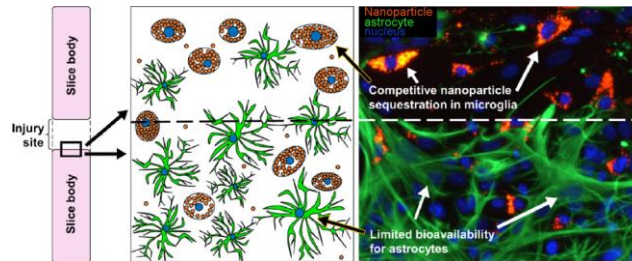 Slice body
Injury
site
Slice body
Nanoparticle
astrocyte
nucleus
Competitive nanoparticle
sequestration in microglia
Limited bioavailability
for astrocytes